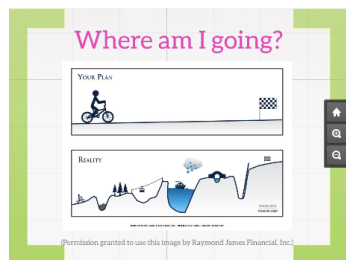 Where am I going?
YOUR PLAN
REALITY
(Permission granted to use this image by Raymond James Financial, Inc.)